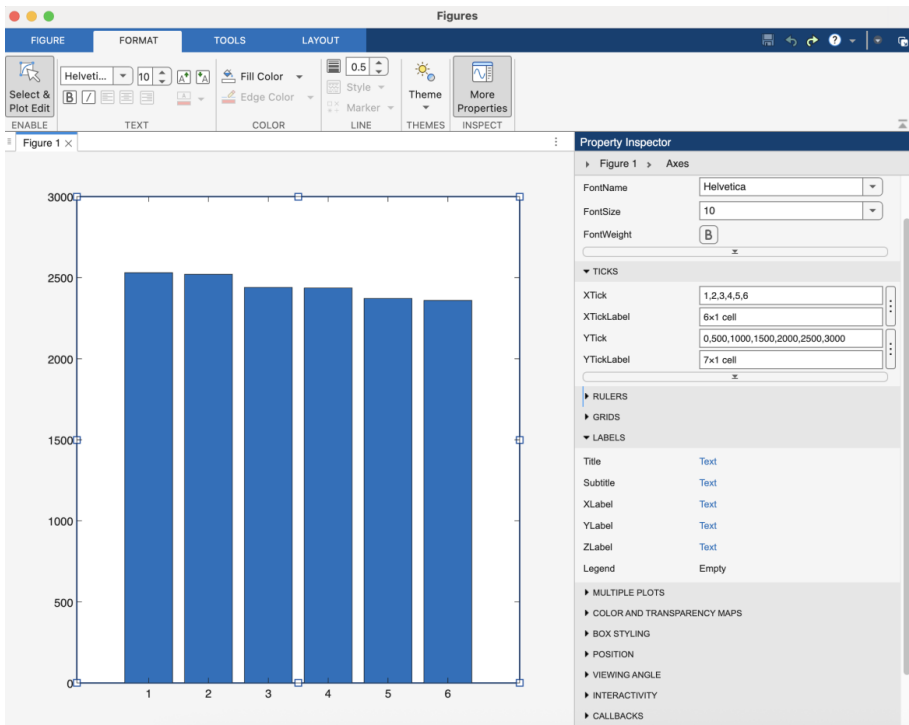 Figures
FIGURE FORMAT TOOLS LAYOUT
Helveti... 10
0.5
Select & Plot Edit
B I
Fill Color
Edge Color
Style
Marker
Theme
More Properties
ENABLE TEXT COLOR LINE THEMES INSPECT
Figure 1
3000
2500
2000
1500
1000
500
0
1 2 3 4 5 6
Property Inspector
Figure 1 Axes
FontName Helvetica
FontSize 10
FontWeight B
TICKS
XTick 1,2,3,4,5,6
XTickLabel 6×1 cell
YTick 0,500,1000,1500,2000,2500,3000
YTickLabel 7×1 cell
RULERS
GRIDS
LABELS
Title Text
Subtitle Text
XLabel Text
YLabel Text
ZLabel Text
Legend Empty
MULTIPLE PLOTS
COLOR AND TRANSPARENCY MAPS
BOX STYLING
POSITION
VIEWING ANGLE
INTERACTIVITY
CALLBACKS